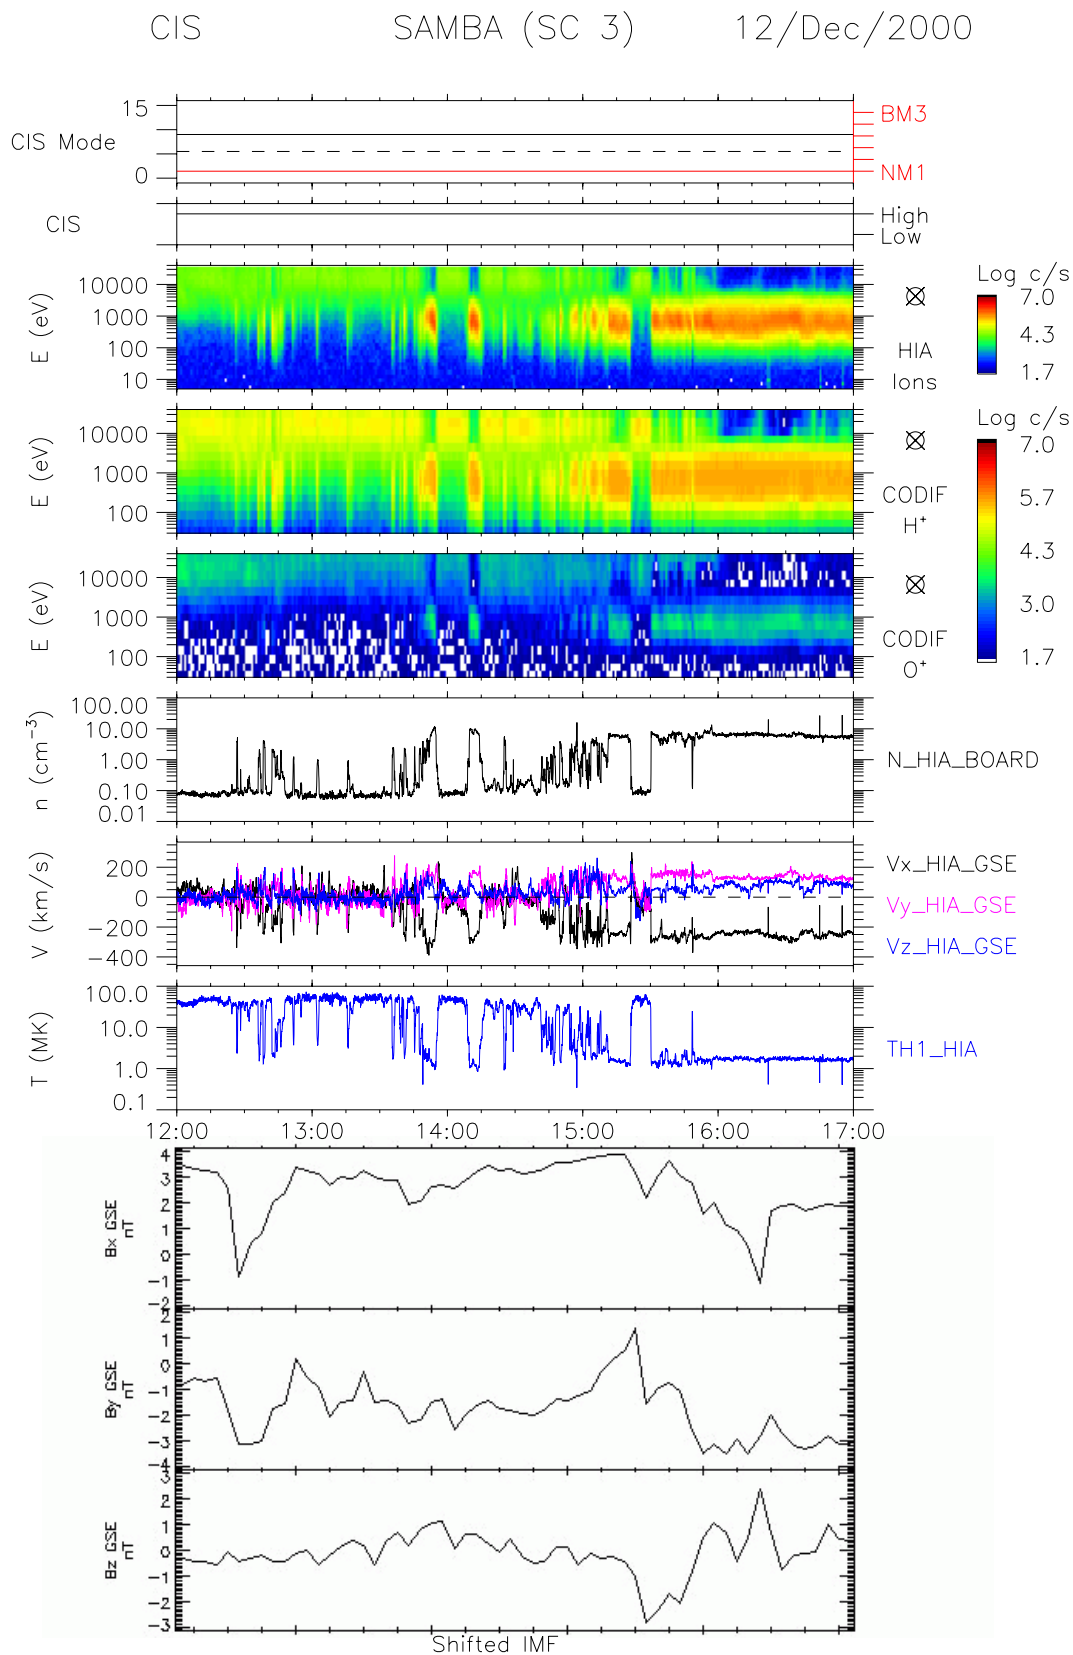 CIS SAMBA (SC 3) 12/Dec/2000
15
CIS Mode
0
BM3
NM1
CIS
High
Low
E (eV)
10000
1000
100
10
HIA
Ions
Log c/s
7.0
4.3
1.7
E (eV)
10000
1000
100
CODIF
H+
Log c/s
7.0
5.7
4.3
3.0
1.7
E (eV)
10000
1000
100
CODIF
O+
n (cm-3)
100.00
10.00
1.00
0.10
0.01
N_HIA_BOARD
V (km/s)
200
0
-200
-400
Vx_HIA_GSE
Vy_HIA_GSE
Vz_HIA_GSE
T (MK)
100.0
10.0
1.0
0.1
TH1_HIA
12:00 13:00 14:00 15:00 16:00 17:00
Bx GSE
nT
4
3
2
1
0
-1
-2
By GSE
nT
2
1
0
-1
-2
-3
-4
Bz GSE
nT
3
2
1
0
-1
-2
-3
Shifted IMF